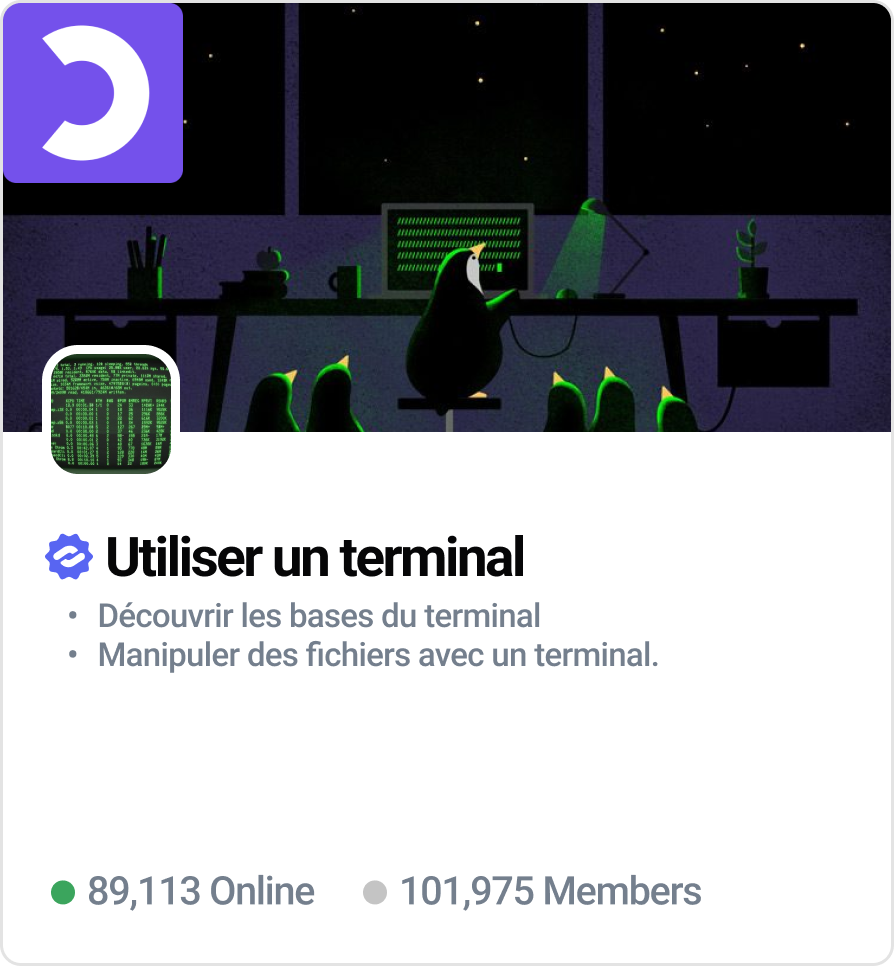 Utiliser un terminal
• Découvrir les bases du terminal
• Manipuler des fichiers avec un terminal.
89,113 Online 101,975 Members